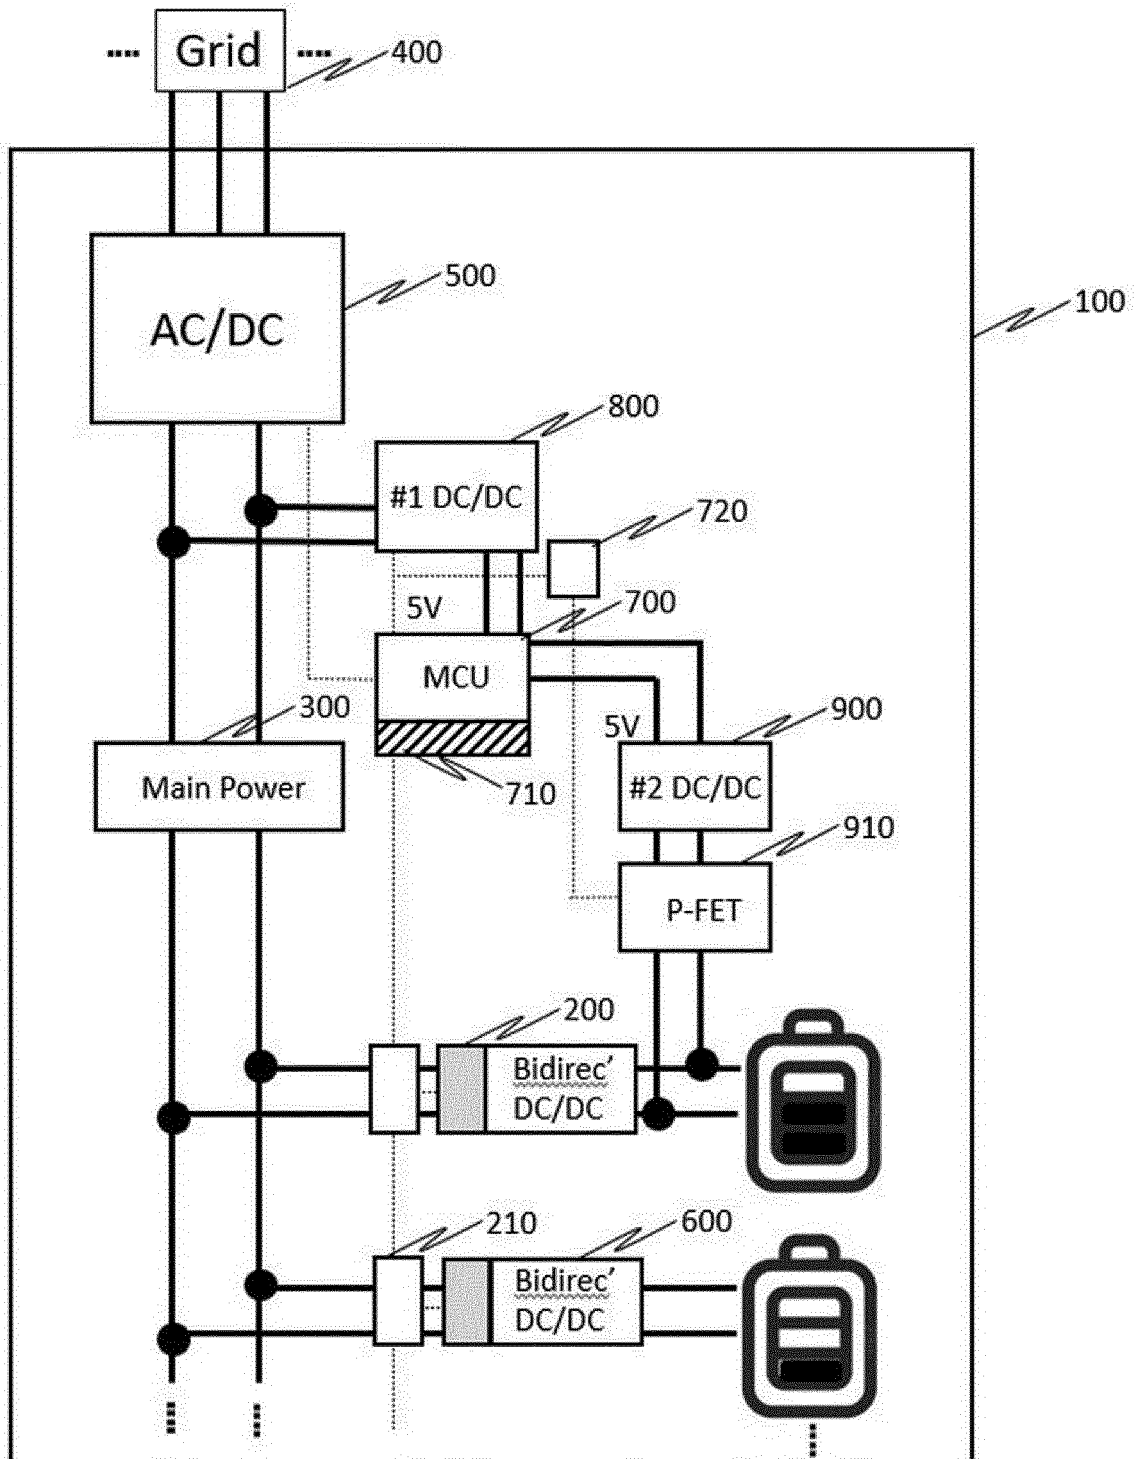 Grid
400
500
AC/DC
100
800
#1 DC/DC
720
5V
700
MCU
300
5V
900
Main Power
710
#2 DC/DC
910
P-FET
200
Bidirec'
DC/DC
210
600
Bidirec'
DC/DC